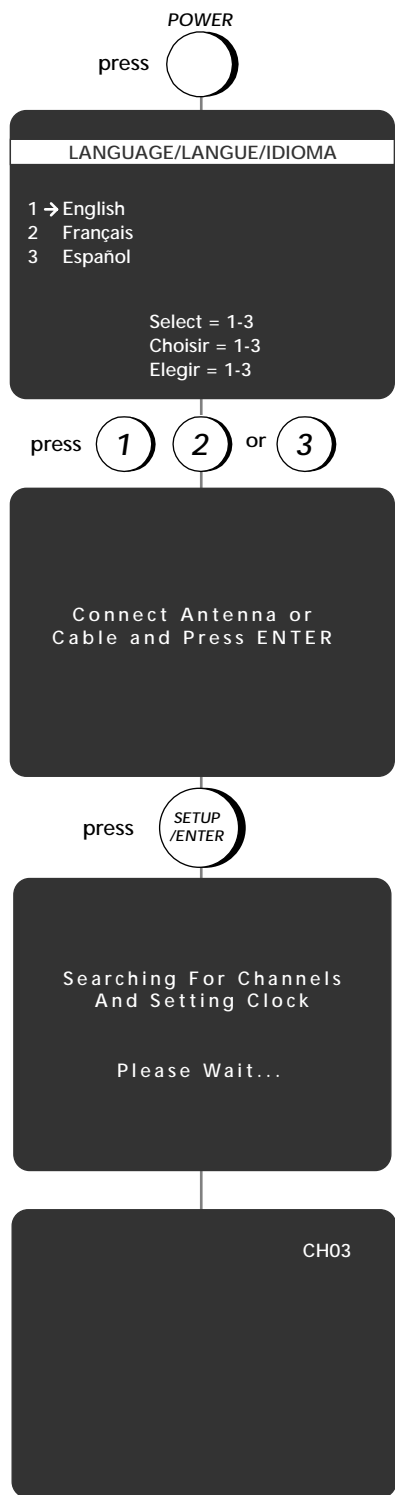 POWER
press
LANGUAGE/LANGUE/IDIOMA
1 → English
2 Français
3 Español
Select = 1-3
Choisir = 1-3
Elegir = 1-3
press 1 2 or 3
Connect Antenna or
Cable and Press ENTER
press SETUP
/ENTER
Searching For Channels
And Setting Clock
Please Wait...
CH03